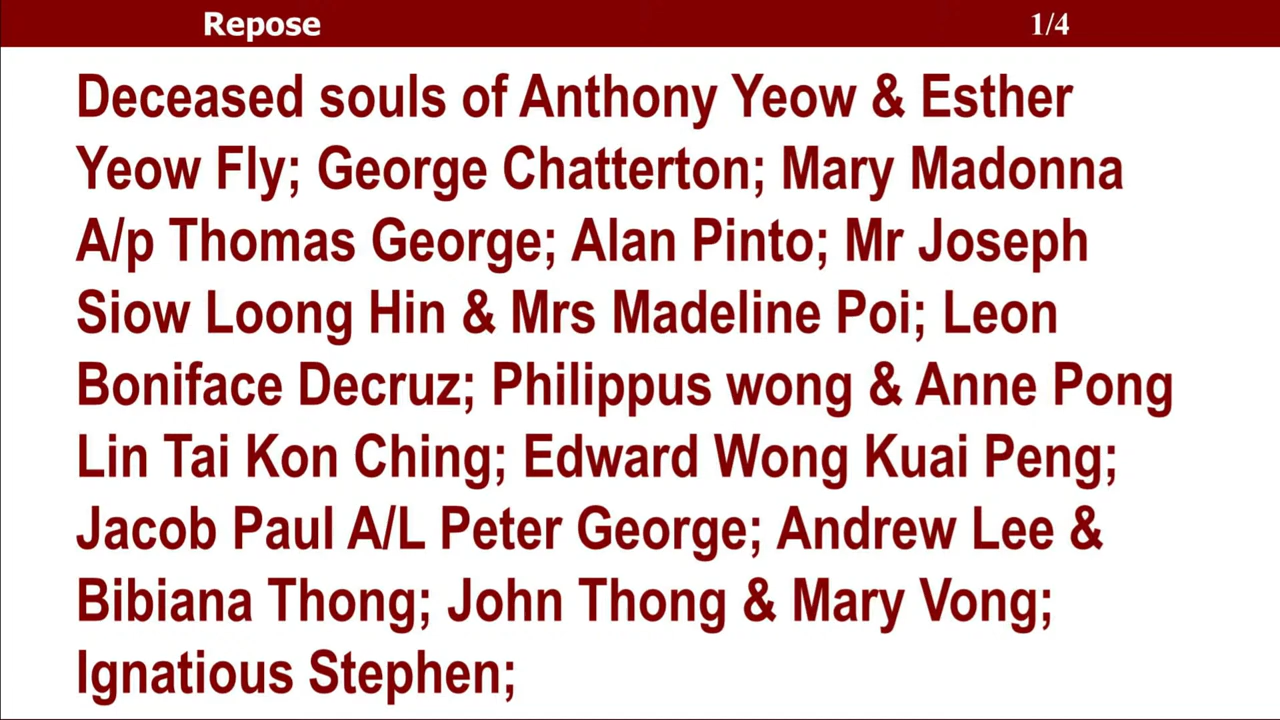 Repose 1/4
Deceased souls of Anthony Yeow & Esther
Yeow Fly; George Chatterton; Mary Madonna
A/p Thomas George; Alan Pinto; Mr Joseph
Siow Loong Hin & Mrs Madeline Poi; Leon
Boniface Decruz; Philippus wong & Anne Pong
Lin Tai Kon Ching; Edward Wong Kuai Peng;
Jacob Paul A/L Peter George; Andrew Lee &
Bibiana Thong; John Thong & Mary Vong;
Ignatious Stephen;